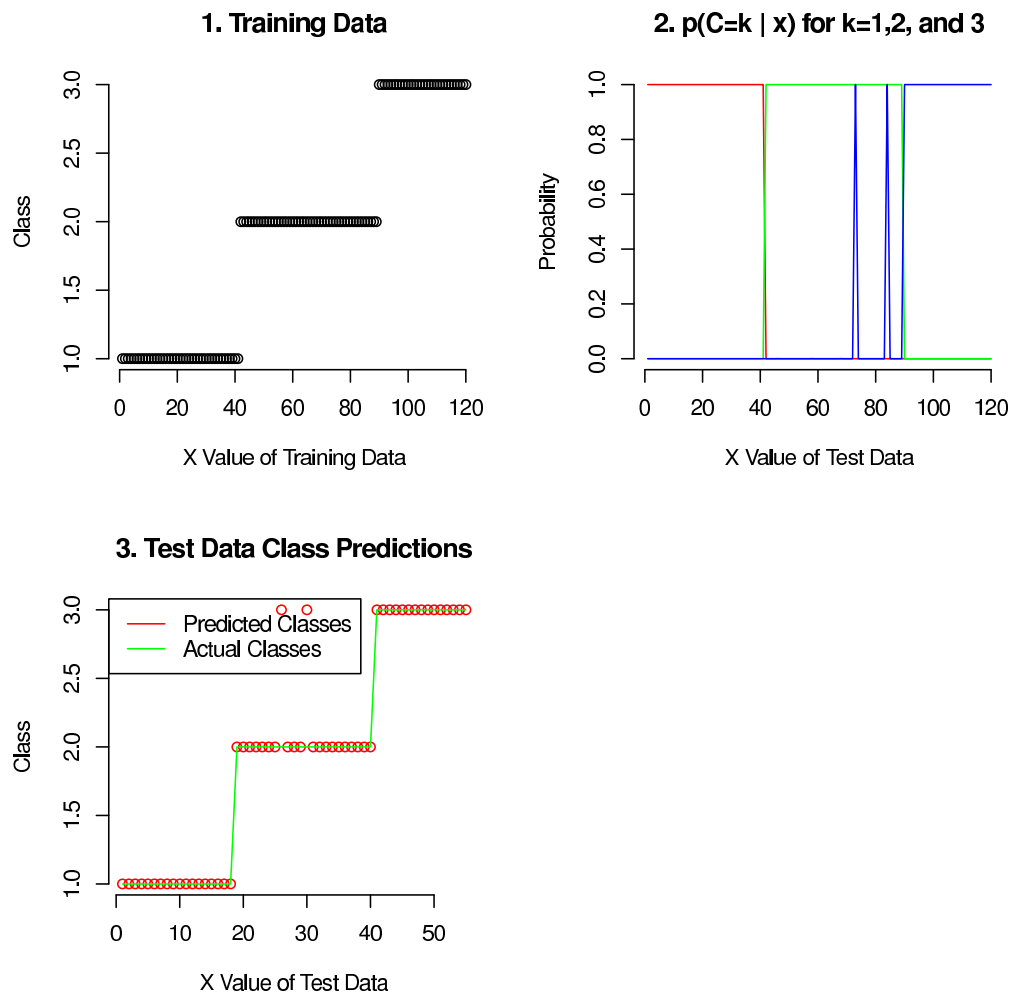 1. Training Data
Class
1.0 1.5 2.0 2.5 3.0
0 20 40 60 80 100 120
X Value of Training Data
2. p(C=k | x) for k=1,2, and 3
Probability
0.0 0.2 0.4 0.6 0.8 1.0
0 20 40 60 80 100 120
X Value of Test Data
3. Test Data Class Predictions
Class
1.0 1.5 2.0 2.5 3.0
Predicted Classes
Actual Classes
0 10 20 30 40 50
X Value of Test Data